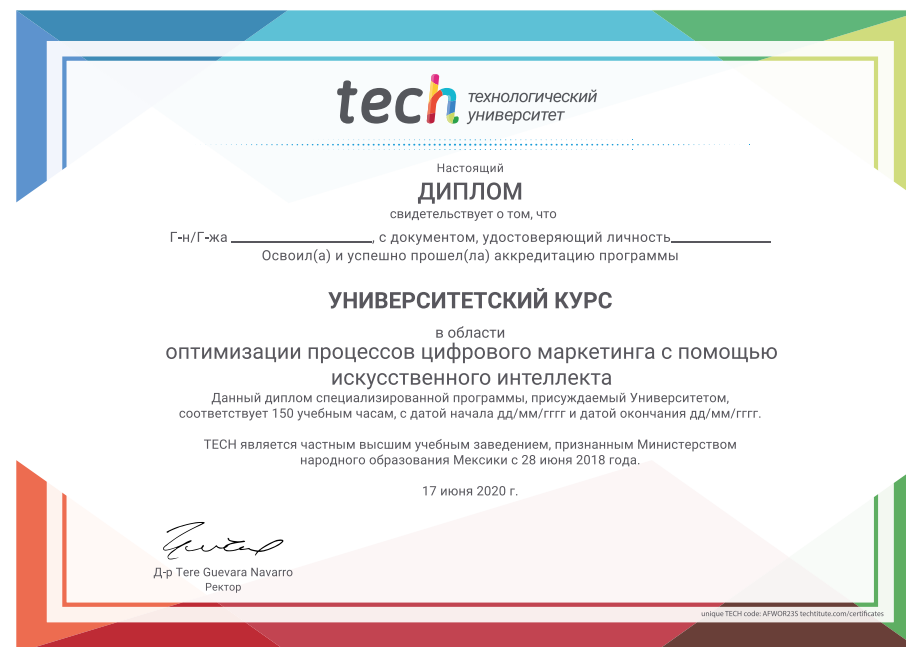 tech технологический
университет
Настоящий
ДИПЛОМ
свидетельствует о том, что
Г-н/Г-жа ____________________, с документом, удостоверяющий личность______________
Освоил(а) и успешно прошел(ла) аккредитацию программы
УНИВЕРСИТЕТСКИЙ КУРС
в области
оптимизации процессов цифрового маркетинга с помощью
искусственного интеллекта
Данный диплом специализированной программы, присуждаемый Университетом,
соответствует 150 учебным часам, с датой начала дд/мм/гггг и датой окончания дд/мм/гггг.
TECH является частным высшим учебным заведением, признанным Министерством
народного образования Мексики с 28 июня 2018 года.
17 июня 2020 г.
Д-р Tere Guevara Navarro
Ректор
unique TECH code: AFWOR23S techtitute.com/certificates